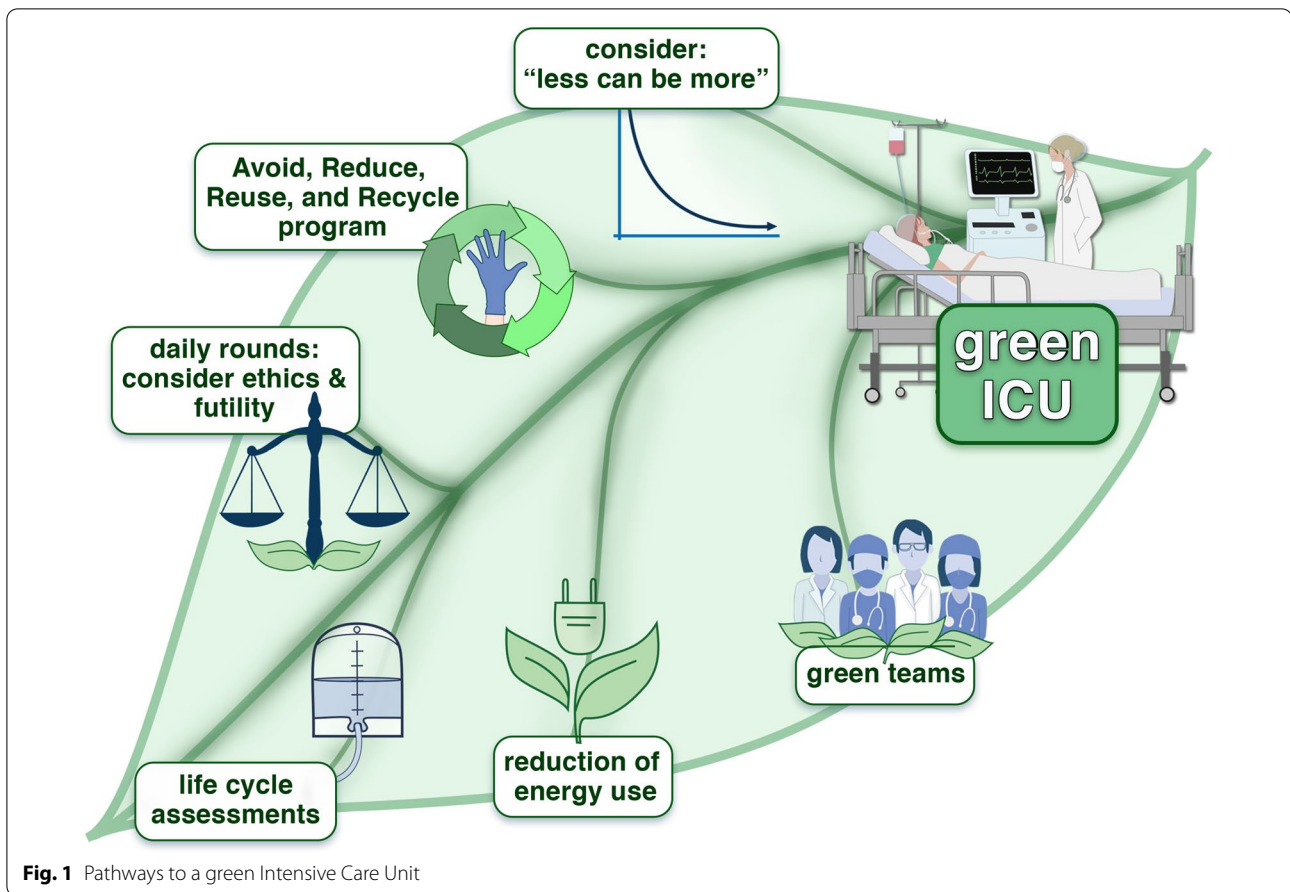 consider:
“less can be more”
Avoid, Reduce,
Reuse, and Recycle
program
daily rounds:
consider ethics &
futility
green
ICU
green teams
reduction of
energy use
life cycle
assessments
Fig. 1 Pathways to a green Intensive Care Unit